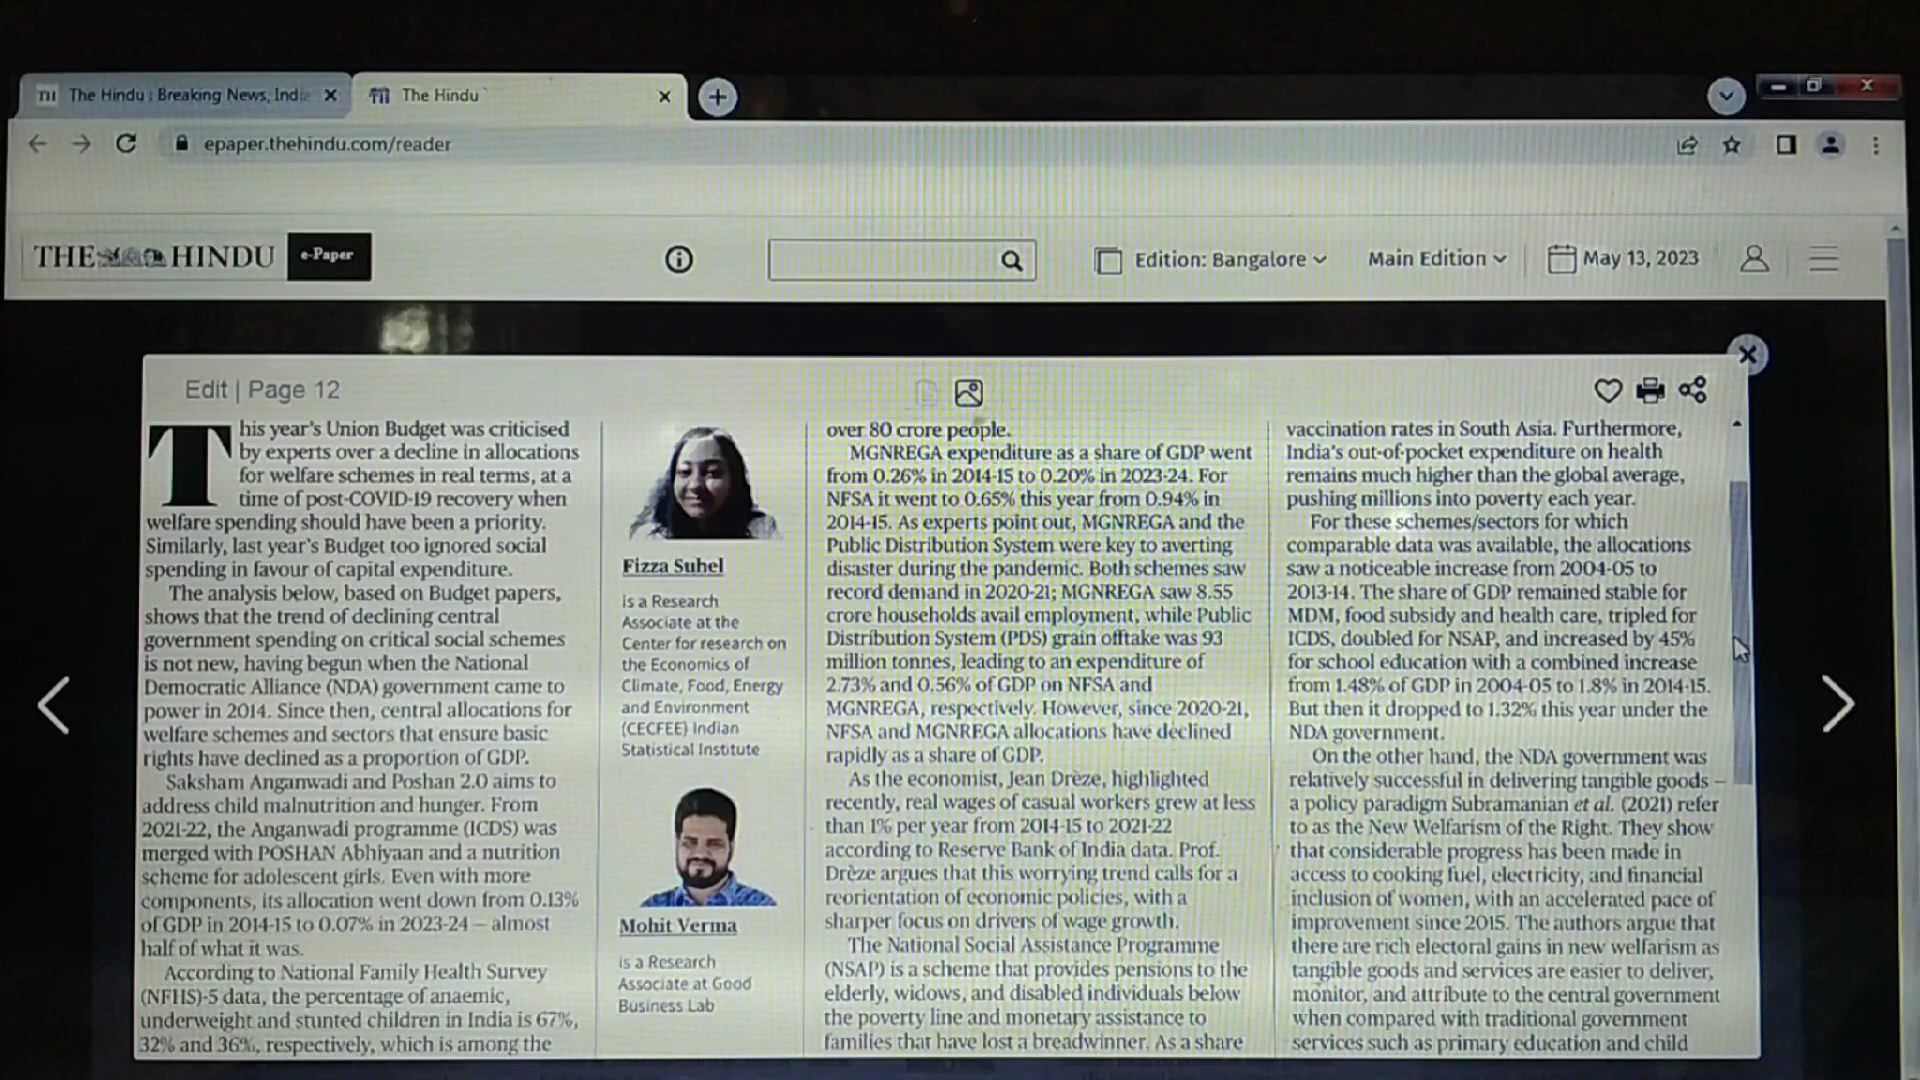 The Hindu : Breaking News, India
The Hindu
epaper.thehindu.com/reader
THE HINDU
e-Paper
Edition: Bangalore
Main Edition
May 13, 2023
Edit | Page 12
This year's Union Budget was criticised
by experts over a decline in allocations
for welfare schemes in real terms, at a
time of post-COVID-19 recovery when
welfare spending should have been a priority.
Similarly, last year's Budget too ignored social
spending in favour of capital expenditure.
The analysis below, based on Budget papers,
shows that the trend of declining central
government spending on critical social schemes
is not new, having begun when the National
Democratic Alliance (NDA) government came to
power in 2014. Since then, central allocations for
welfare schemes and sectors that ensure basic
rights have declined as a proportion of GDP.
Saksham Anganwadi and Poshan 2.0 aims to
address child malnutrition and hunger. From
2021-22, the Anganwadi programme (ICDS) was
merged with POSHAN Abhiyaan and a nutrition
scheme for adolescent girls. Even with more
components, its allocation went down from 0.13%
of GDP in 2014-15 to 0.07% in 2023-24 – almost
half of what it was.
According to National Family Health Survey
(NFHS)-5 data, the percentage of anaemic,
underweight and stunted children in India is 67%,
32% and 36%, respectively, which is among the
Fizza Suhel
is a Research
Associate at the
Center for research on
the Economics of
Climate, Food, Energy
and Environment
(CECFEE) Indian
Statistical Institute
Mohit Verma
is a Research
Associate at Good
Business Lab
over 80 crore people.
MGNREGA expenditure as a share of GDP went
from 0.26% in 2014-15 to 0.20% in 2023-24. For
NFSA it went to 0.65% this year from 0.94% in
2014-15. As experts point out, MGNREGA and the
Public Distribution System were key to averting
disaster during the pandemic. Both schemes saw
record demand in 2020-21; MGNREGA saw 8.55
crore households avail employment, while Public
Distribution System (PDS) grain offtake was 93
million tonnes, leading to an expenditure of
2.73% and 0.56% of GDP on NFSA and
MGNREGA, respectively. However, since 2020-21,
NFSA and MGNREGA allocations have declined
rapidly as a share of GDP.
As the economist, Jean Drèze, highlighted
recently, real wages of casual workers grew at less
than 1% per year from 2014-15 to 2021-22
according to Reserve Bank of India data. Prof.
Drèze argues that this worrying trend calls for a
reorientation of economic policies, with a
sharper focus on drivers of wage growth.
The National Social Assistance Programme
(NSAP) is a scheme that provides pensions to the
elderly, widows, and disabled individuals below
the poverty line and monetary assistance to
families that have lost a breadwinner. As a share
vaccination rates in South Asia. Furthermore,
India's out-of-pocket expenditure on health
remains much higher than the global average,
pushing millions into poverty each year.
For these schemes/sectors for which
comparable data was available, the allocations
saw a noticeable increase from 2004-05 to
2013-14. The share of GDP remained stable for
MDM, food subsidy and health care, tripled for
ICDS, doubled for NSAP, and increased by 45%
for school education with a combined increase
from 1.48% of GDP in 2004-05 to 1.8% in 2014-15.
But then it dropped to 1.32% this year under the
NDA government.
On the other hand, the NDA government was
relatively successful in delivering tangible goods –
a policy paradigm Subramanian et al. (2021) refer
to as the New Welfarism of the Right. They show
that considerable progress has been made in
access to cooking fuel, electricity, and financial
inclusion of women, with an accelerated pace of
improvement since 2015. The authors argue that
there are rich electoral gains in new welfarism as
tangible goods and services are easier to deliver,
monitor, and attribute to the central government
when compared with traditional government
services such as primary education and child